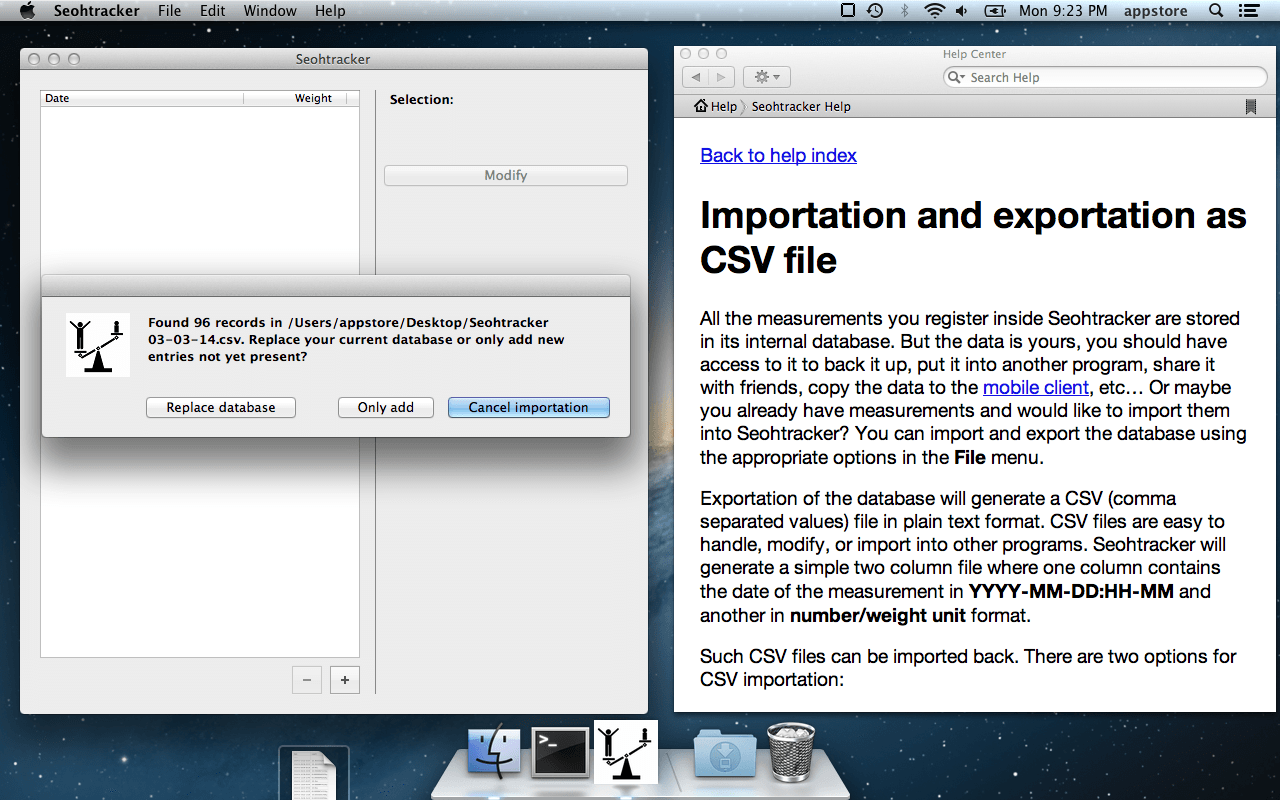 Seohtracker File Edit Window Help Mon 9:23 PM appstore
Seohtracker
Date Weight
Selection:
Modify
Found 96 records in /Users/appstore/Desktop/Seohtracker
03-03-14.csv. Replace your current database or only add new
entries not yet present?
Replace database Only add Cancel importation
− +
Help Center
Search Help
Help Seohtracker Help
Back to help index
Importation and exportation as
CSV file
All the measurements you register inside Seohtracker are stored
in its internal database. But the data is yours, you should have
access to it to back it up, put it into another program, share it
with friends, copy the data to the mobile client, etc… Or maybe
you already have measurements and would like to import them
into Seohtracker? You can import and export the database using
the appropriate options in the File menu.
Exportation of the database will generate a CSV (comma
separated values) file in plain text format. CSV files are easy to
handle, modify, or import into other programs. Seohtracker will
generate a simple two column file where one column contains
the date of the measurement in YYYY-MM-DD:HH-MM and
another in number/weight unit format.
Such CSV files can be imported back. There are two options for
CSV importation:
>_